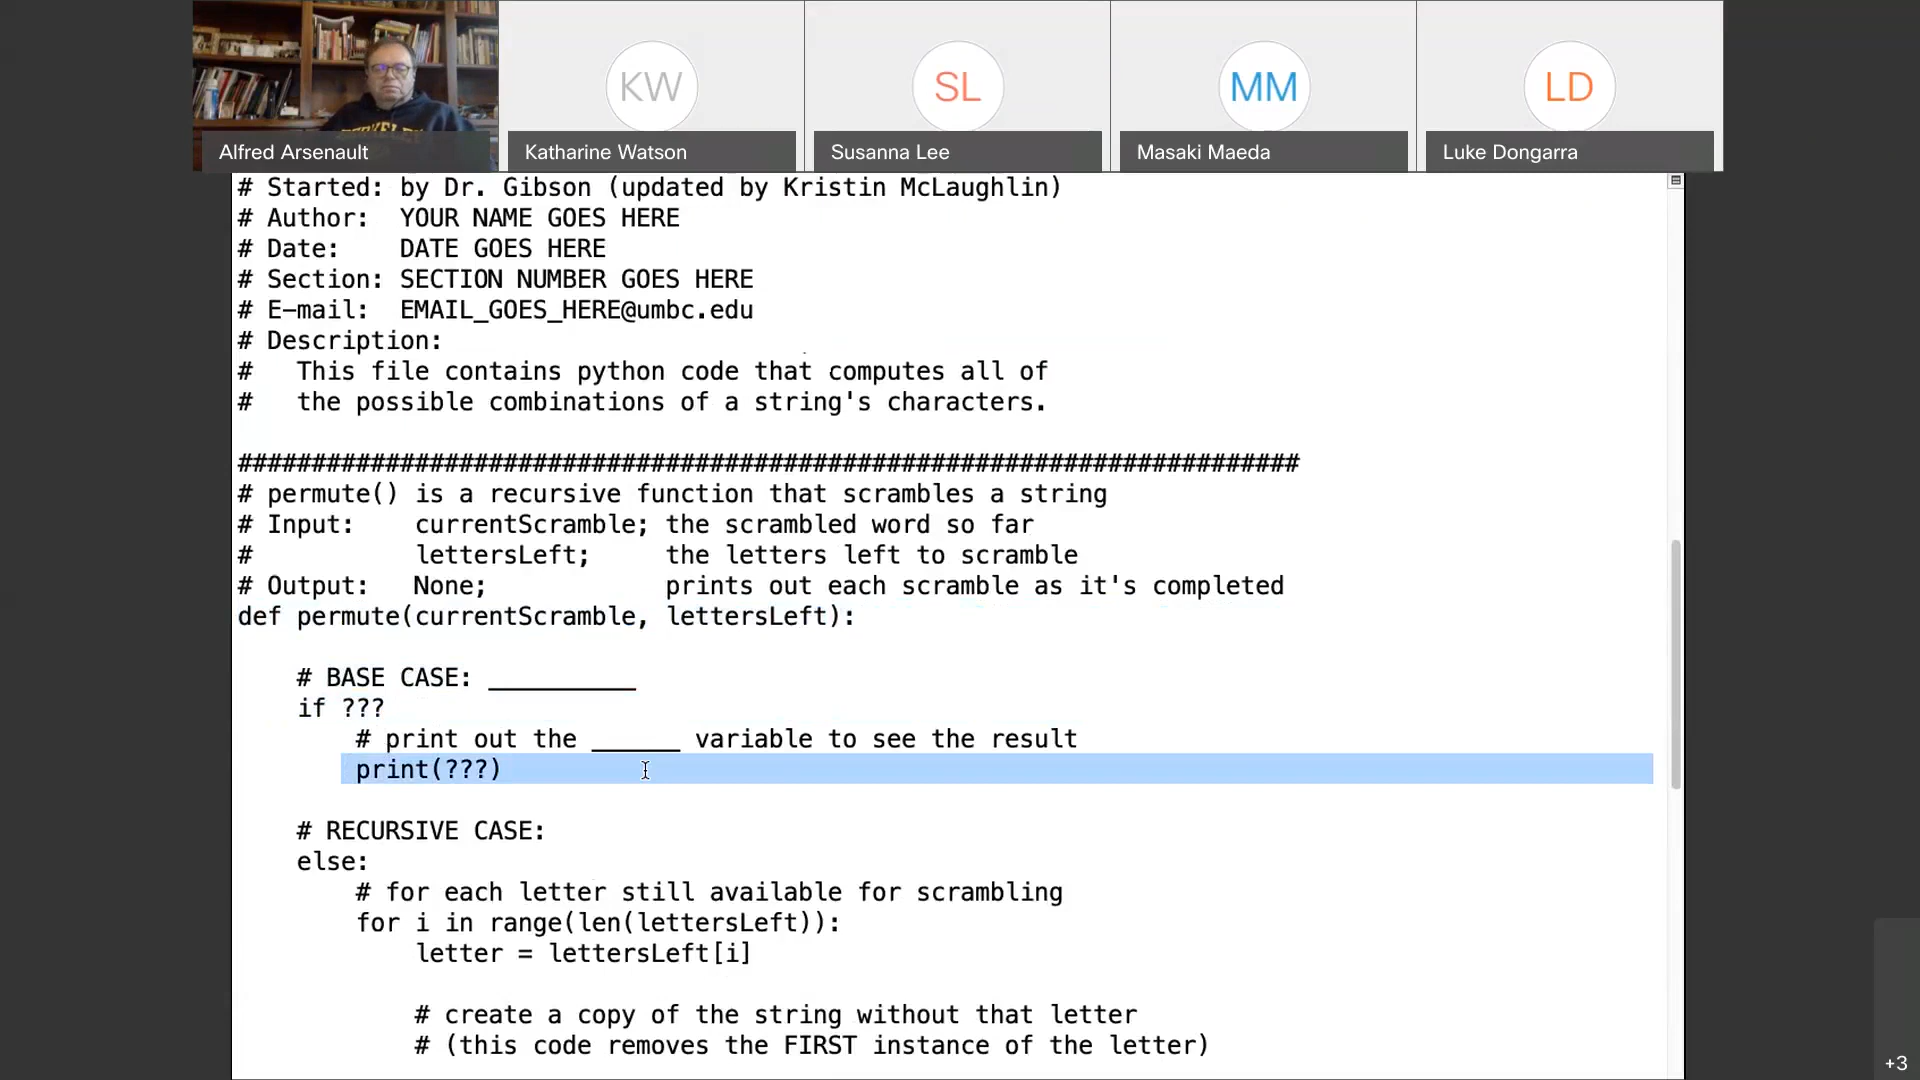 KW
SL
MM
LD
Alfred Arsenault
Katharine Watson
Susanna Lee
Masaki Maeda
Luke Dongarra
# Started: by Dr. Gibson (updated by Kristin McLaughlin)
# Author:  YOUR NAME GOES HERE
# Date:    DATE GOES HERE
# Section: SECTION NUMBER GOES HERE
# E-mail:  EMAIL_GOES_HERE@umbc.edu
# Description:
#   This file contains python code that computes all of
#   the possible combinations of a string's characters.
########################################################################
# permute() is a recursive function that scrambles a string
# Input:    currentScramble; the scrambled word so far
#           lettersLeft;     the letters left to scramble
# Output:   None;            prints out each scramble as it's completed
def permute(currentScramble, lettersLeft):
    # BASE CASE: __________
    if ???
        # print out the ______ variable to see the result
        print(???)
    # RECURSIVE CASE:
    else:
        # for each letter still available for scrambling
        for i in range(len(lettersLeft)):
            letter = lettersLeft[i]
            # create a copy of the string without that letter
            # (this code removes the FIRST instance of the letter)
+3